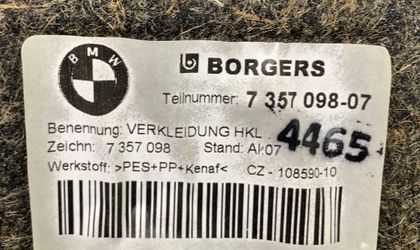 BMW
BORGERS
Teilnummer: 7 357 098-07
Benennung: VERKLEIDUNG HKL
4465
Zeichn: 7 357 098 Stand: AI:07
Werkstoff: >PES+PP+Kenaf< CZ - 108590-10